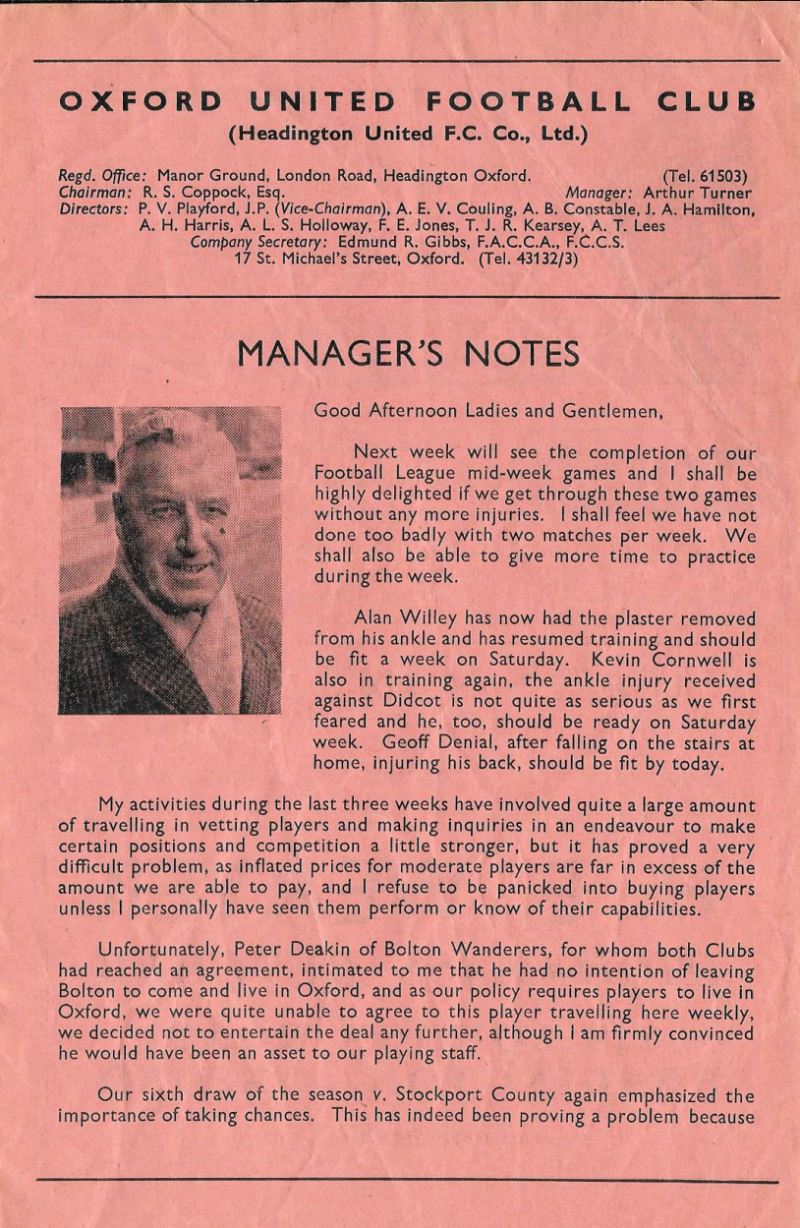 OXFORD UNITED FOOTBALL CLUB
(Headington United F.C. Co., Ltd.)
Regd. Office: Manor Ground, London Road, Headington Oxford. (Tel. 61503)
Chairman: R. S. Coppock, Esq. Manager: Arthur Turner
Directors: P. V. Playford, J.P. (Vice-Chairman), A. E. V. Couling, A. B. Constable, J. A. Hamilton,
A. H. Harris, A. L. S. Holloway, F. E. Jones, T. J. R. Kearsey, A. T. Lees
Company Secretary: Edmund R. Gibbs, F.A.C.C.A., F.C.C.S.
17 St. Michael's Street, Oxford. (Tel. 43132/3)
MANAGER'S NOTES
Good Afternoon Ladies and Gentlemen,
Next week will see the completion of our
Football League mid-week games and I shall be
highly delighted if we get through these two games
without any more injuries. I shall feel we have not
done too badly with two matches per week. We
shall also be able to give more time to practice
during the week.
Alan Willey has now had the plaster removed
from his ankle and has resumed training and should
be fit a week on Saturday. Kevin Cornwell is
also in training again, the ankle injury received
against Didcot is not quite as serious as we first
feared and he, too, should be ready on Saturday
week. Geoff Denial, after falling on the stairs at
home, injuring his back, should be fit by today.
My activities during the last three weeks have involved quite a large amount
of travelling in vetting players and making inquiries in an endeavour to make
certain positions and competition a little stronger, but it has proved a very
difficult problem, as inflated prices for moderate players are far in excess of the
amount we are able to pay, and I refuse to be panicked into buying players
unless I personally have seen them perform or know of their capabilities.
Unfortunately, Peter Deakin of Bolton Wanderers, for whom both Clubs
had reached an agreement, intimated to me that he had no intention of leaving
Bolton to come and live in Oxford, and as our policy requires players to live in
Oxford, we were quite unable to agree to this player travelling here weekly,
we decided not to entertain the deal any further, although I am firmly convinced
he would have been an asset to our playing staff.
Our sixth draw of the season v. Stockport County again emphasized the
importance of taking chances. This has indeed been proving a problem because